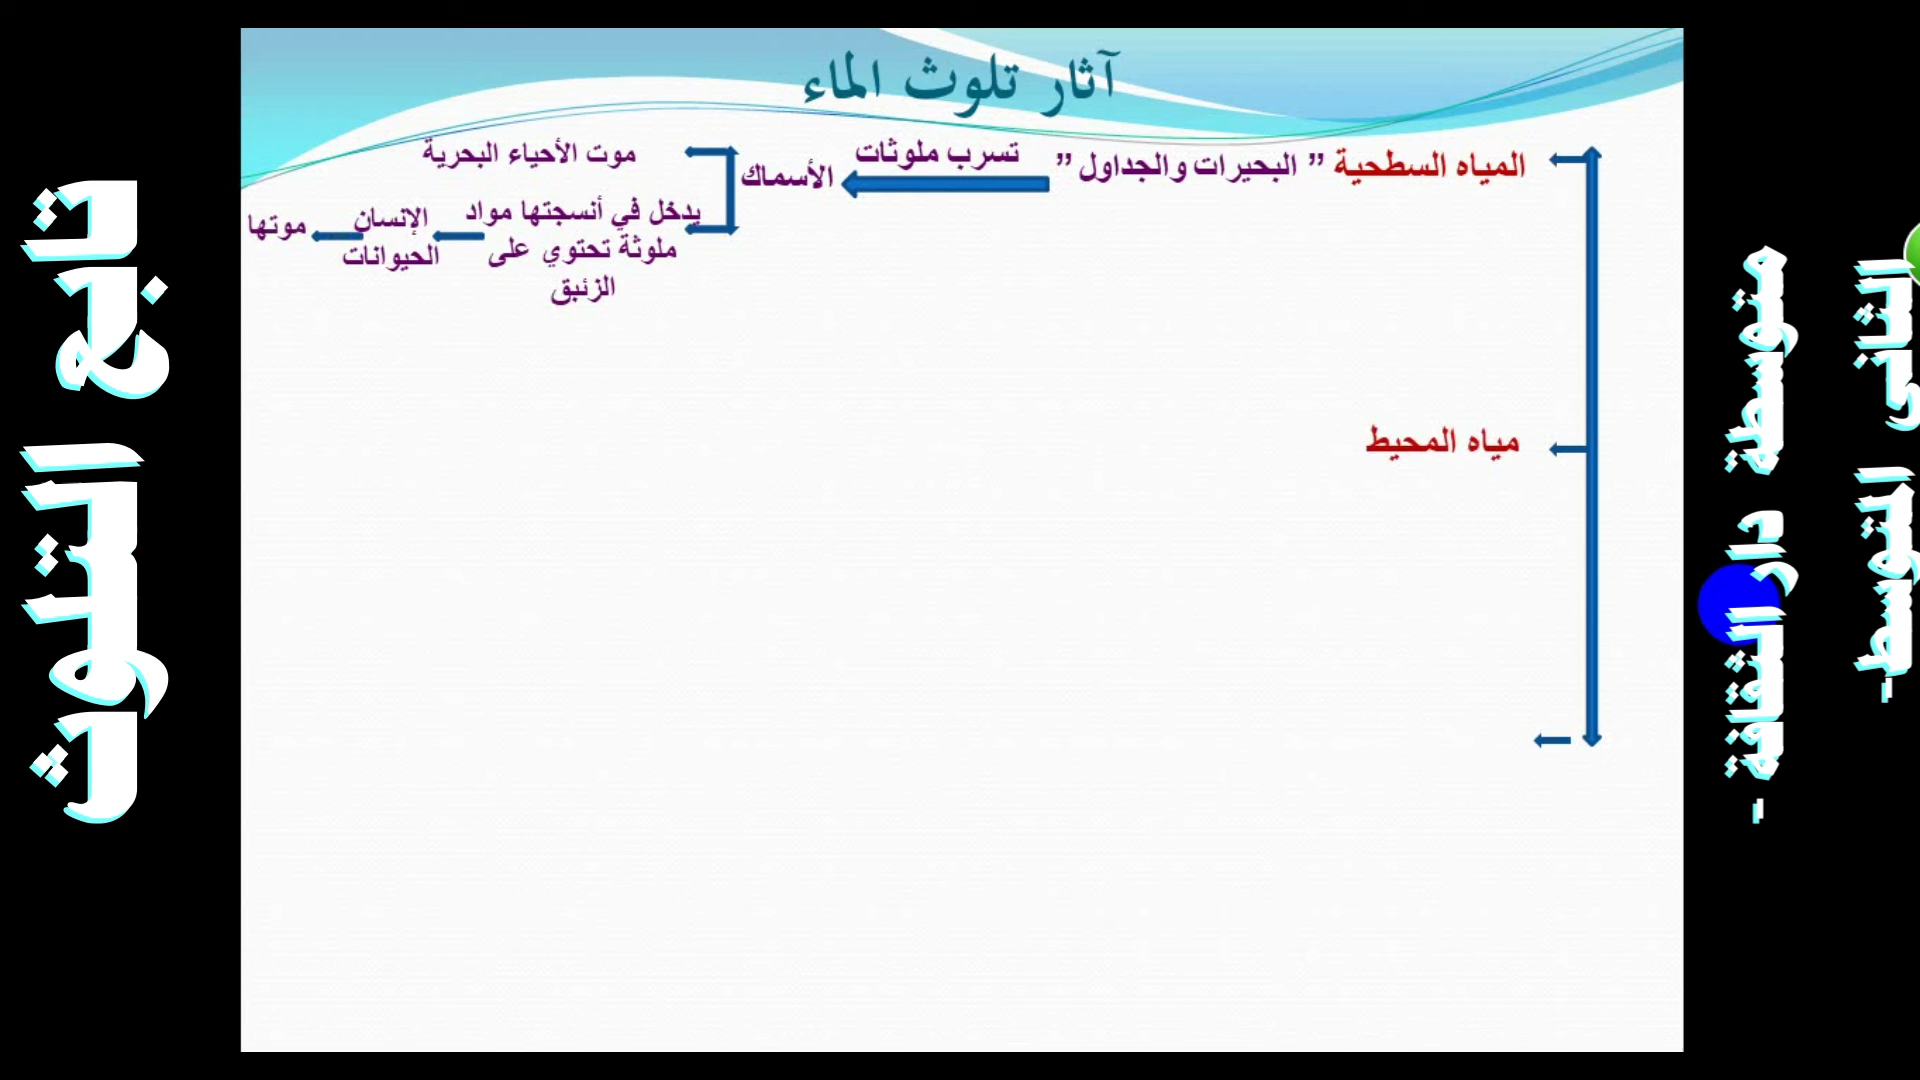 آثار تلوث الماء
المياه السطحية " البحيرات والجداول "
تسرب ملوثات
الأسماك
موت الأحياء البحرية
يدخل في أنسجتها مواد
ملوثة تحتوي على
الزئبق
الإنسان
الحيوانات
موتها
مياه المحيط
تابع التلوث
متوسطة دار الثقافة -
الثانى المتوسط-